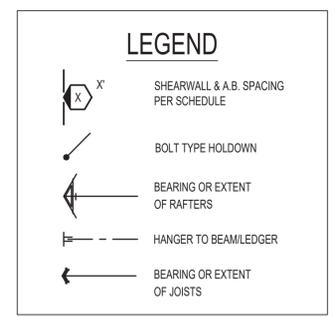 LEGEND
X X' SHEARWALL & A.B. SPACING
PER SCHEDULE
BOLT TYPE HOLDOWN
BEARING OR EXTENT
OF RAFTERS
HANGER TO BEAM/LEDGER
BEARING OR EXTENT
OF JOISTS